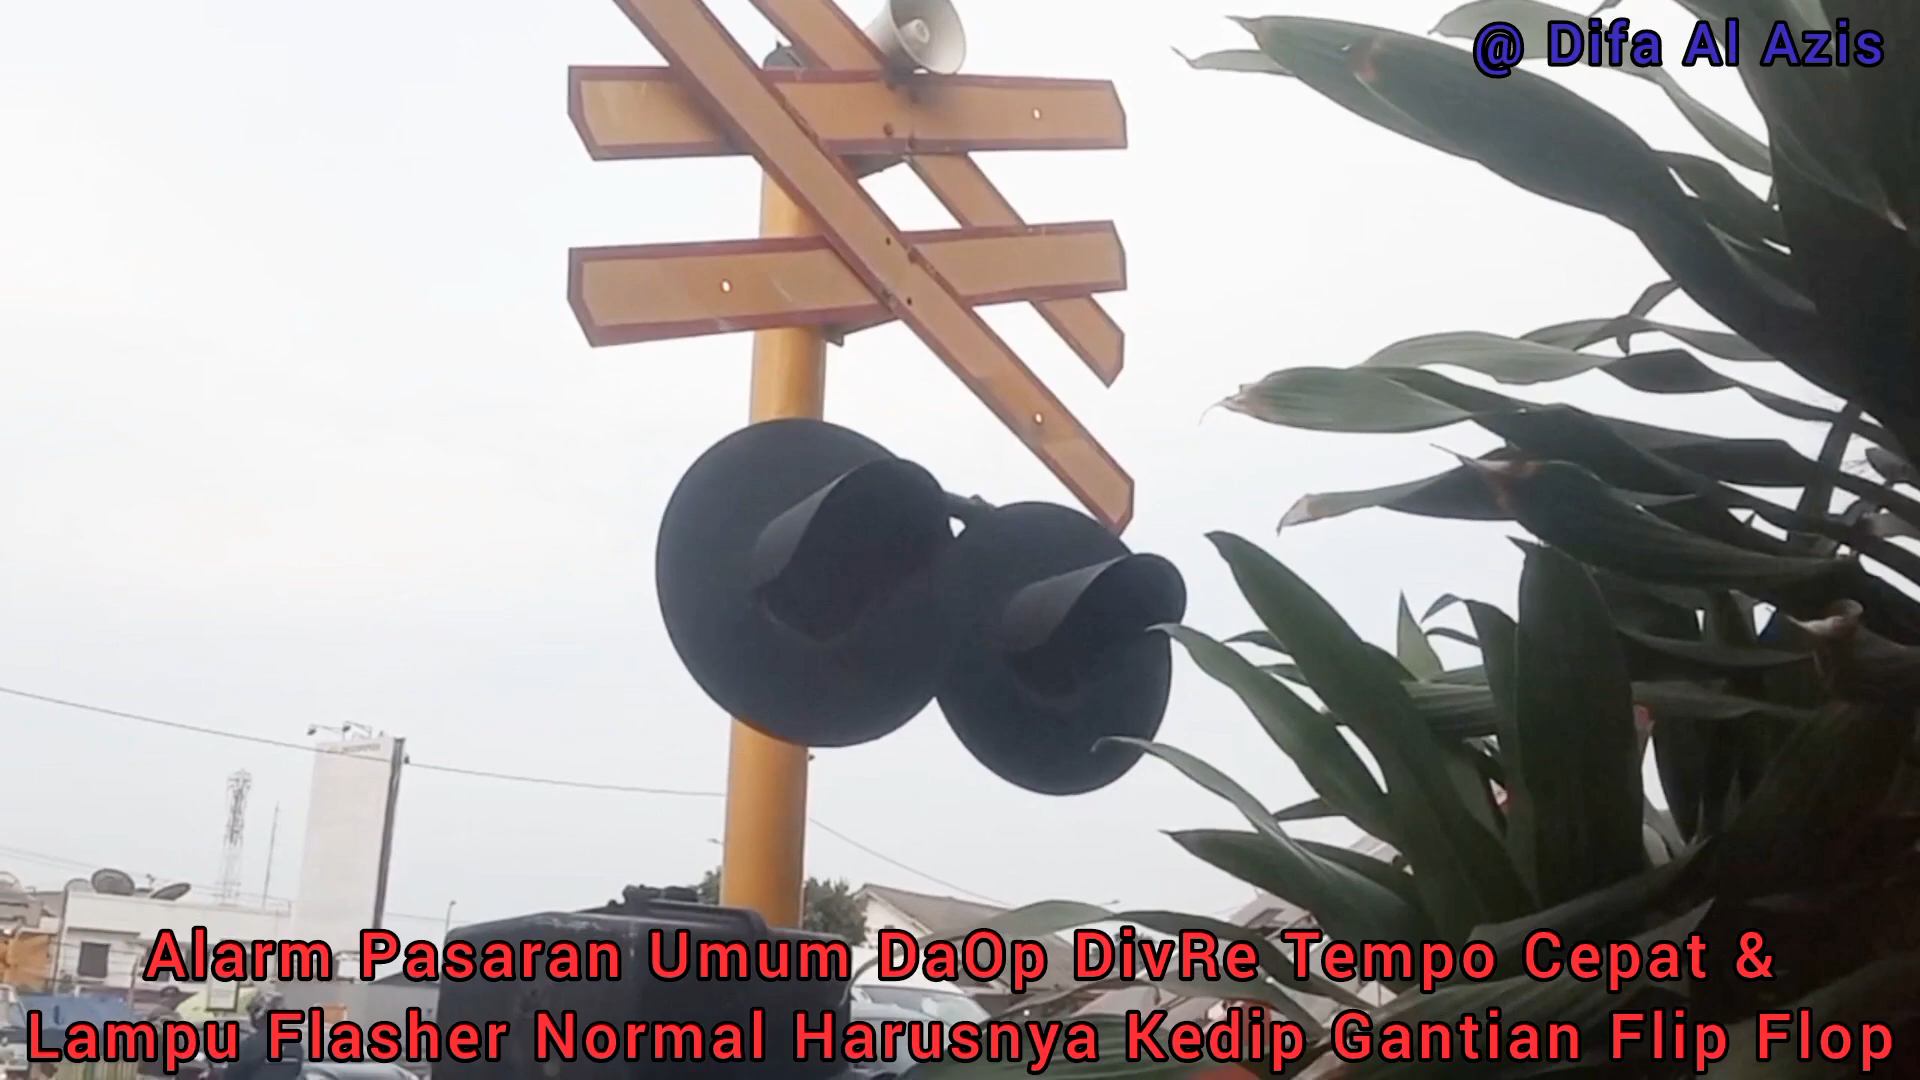 @ Difa Al Azis
Alarm Pasaran Umum DaOp DivRe Tempo Cepat &
Lampu Flasher Normal Harusnya Kedip Gantian Flip Flop